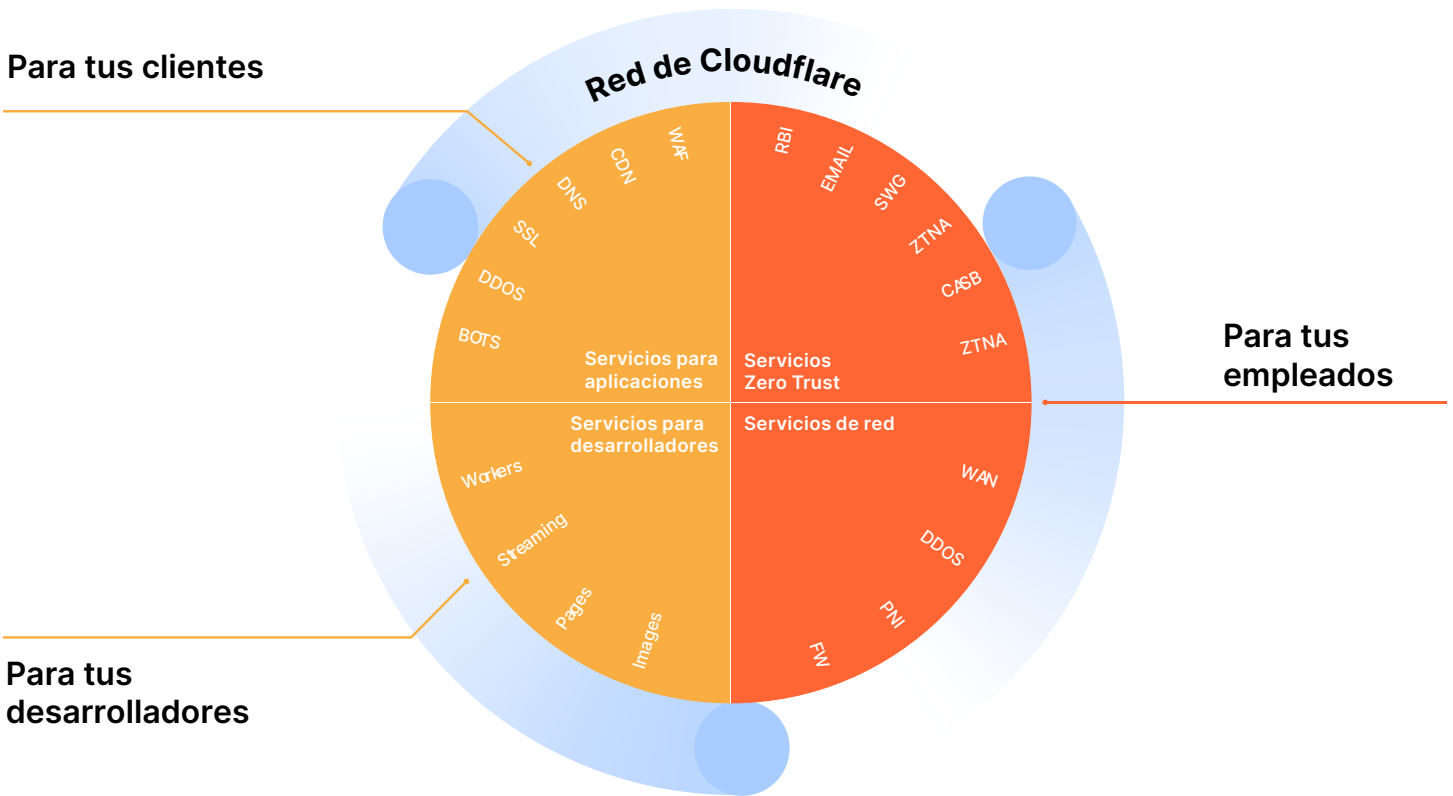 Para tus clientes
Red de Cloudflare
WAF
CDN
DNS
SSL
DDOS
BOTS
Servicios para
aplicaciones
RBI
EMAIL
SWG
ZTNA
CASB
ZTNA
Servicios
Zero Trust
Para tus
empleados
Servicios para
desarrolladores
Workers
Streaming
Pages
Images
Servicios de red
WAN
DDOS
PNI
FW
Para tus
desarrolladores